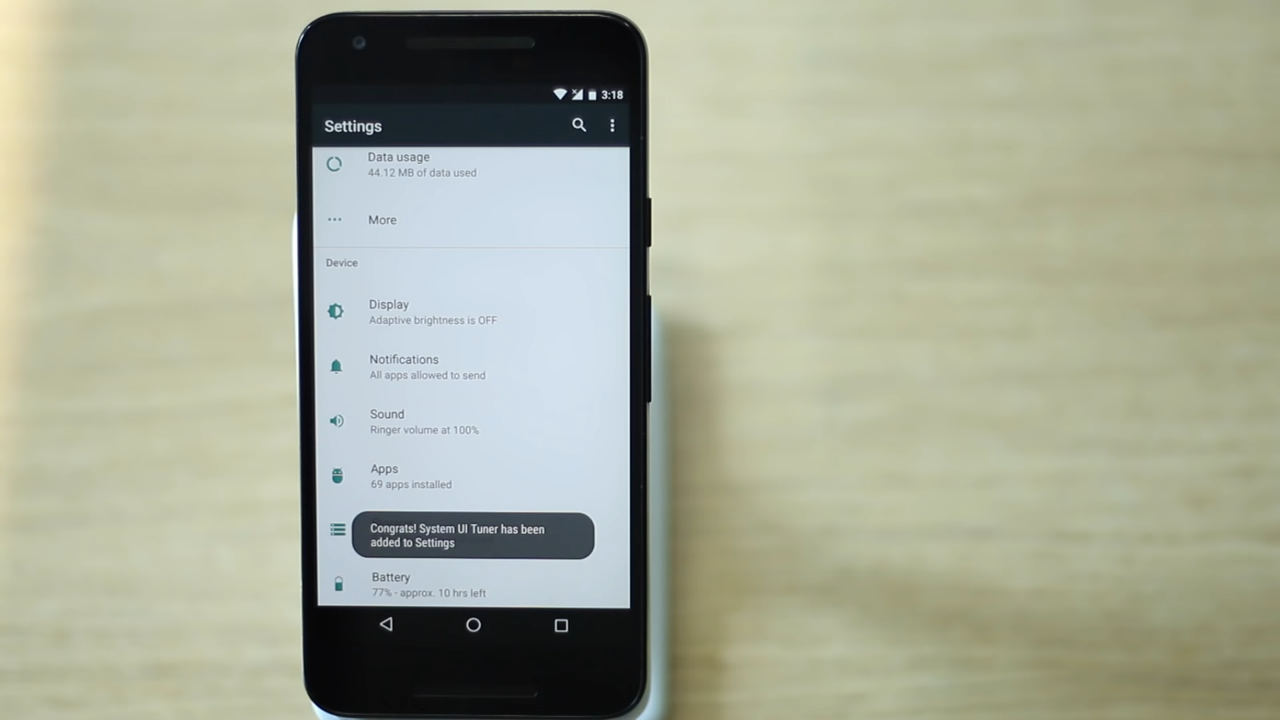 3:18
Settings
Data usage
44.12 MB of data used
More
Device
Display
Adaptive brightness is OFF
Notifications
All apps allowed to send
Sound
Ringer volume at 100%
Apps
69 apps installed
Congrats! System UI Tuner has been
added to Settings
Battery
77% - approx. 10 hrs left